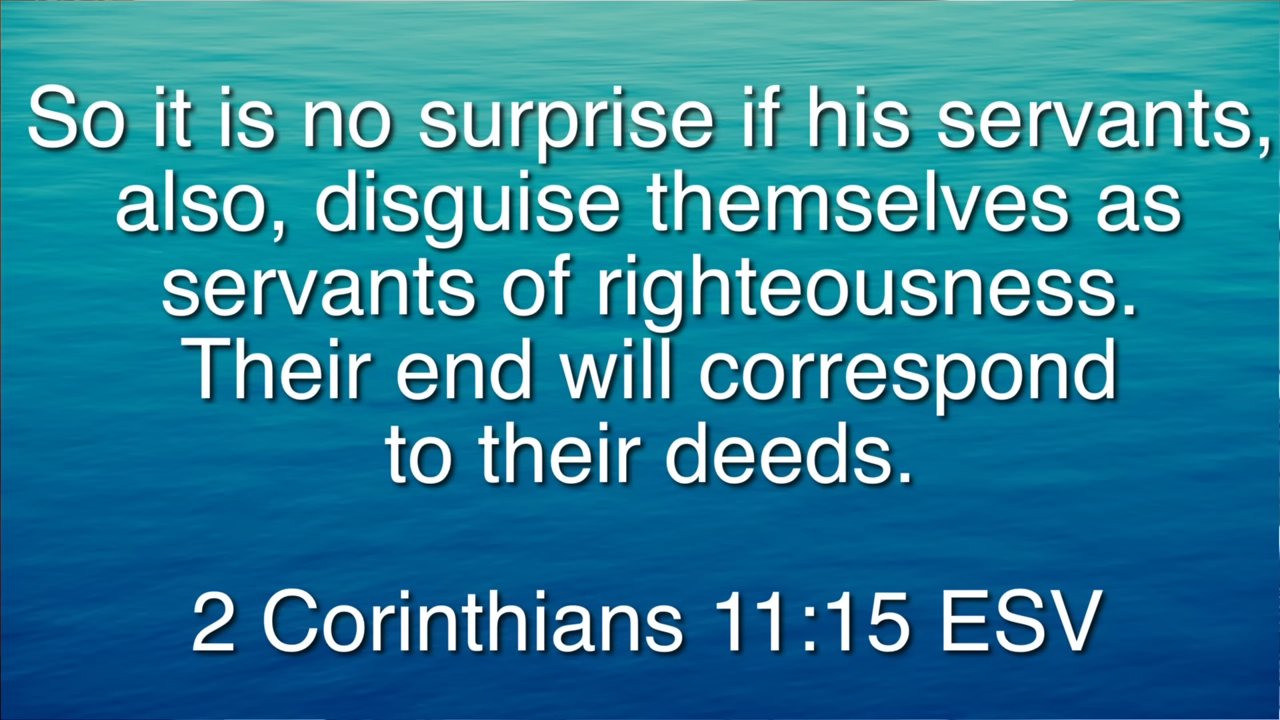 So it is no surprise if his servants,
also, disguise themselves as
servants of righteousness.
Their end will correspond
to their deeds.
2 Corinthians 11:15 ESV